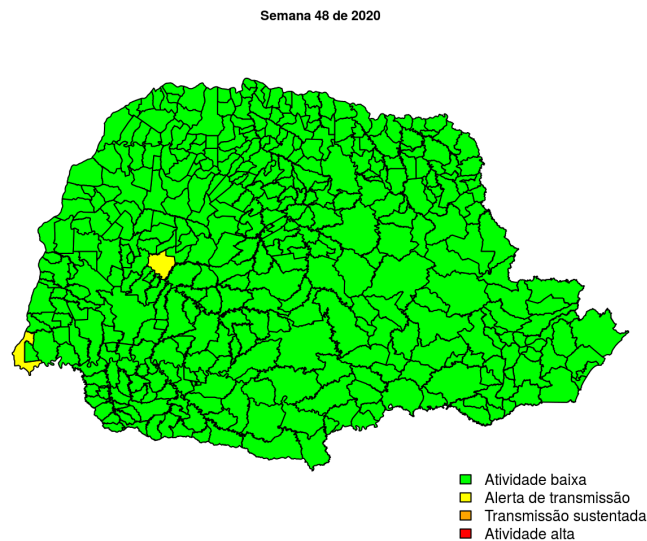 Semana 48 de 2020
Atividade baixa
Alerta de transmissão
Transmissão sustentada
Atividade alta